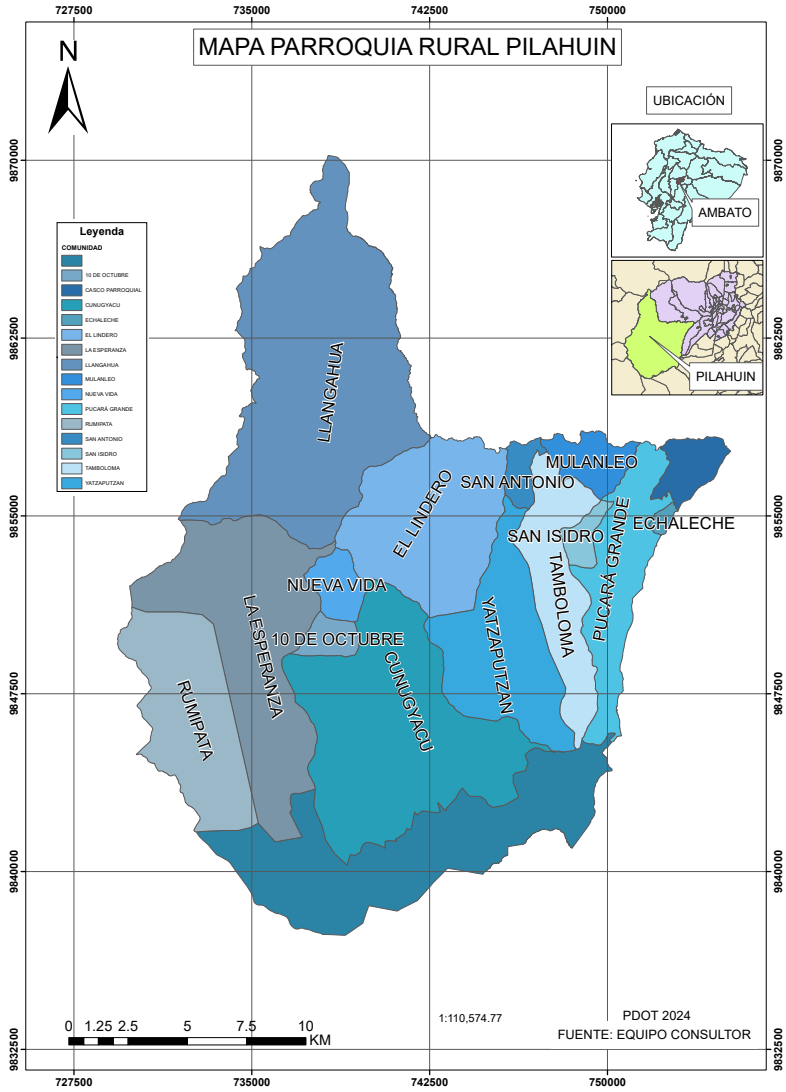 727500 735000 742500 750000
MAPA PARROQUIA RURAL PILAHUIN
N
UBICACIÓN
AMBATO
PILAHUIN
9870000 9870000
9862500 9862500
9855000 9855000
9847500 9847500
9840000 9840000
9832500 9832500
Leyenda
COMUNIDAD
10 DE OCTUBRE
CASCO PARROQUIAL
CUNUGYACU
ECHALECHE
EL LINDERO
LA ESPERANZA
LLANGAHUA
MULANLEO
NUEVA VIDA
PUCARÁ GRANDE
RUMIPATA
SAN ANTONIO
SAN ISIDRO
TAMBOLOMA
YATZAPUTZAN
LLANGAHUA
EL LINDERO
SAN ANTONIO
MULANLEO
ECHALECHE
SAN ISIDRO
PUCARÁ GRANDE
TAMBOLOMA
NUEVA VIDA
10 DE OCTUBRE
LA ESPERANZA
YATZAPUTZAN
CUNUGYACU
RUMIPATA
0 1.25 2.5 5 7.5 10
KM
1:110,574.77
PDOT 2024
FUENTE: EQUIPO CONSULTOR
727500 735000 742500 750000